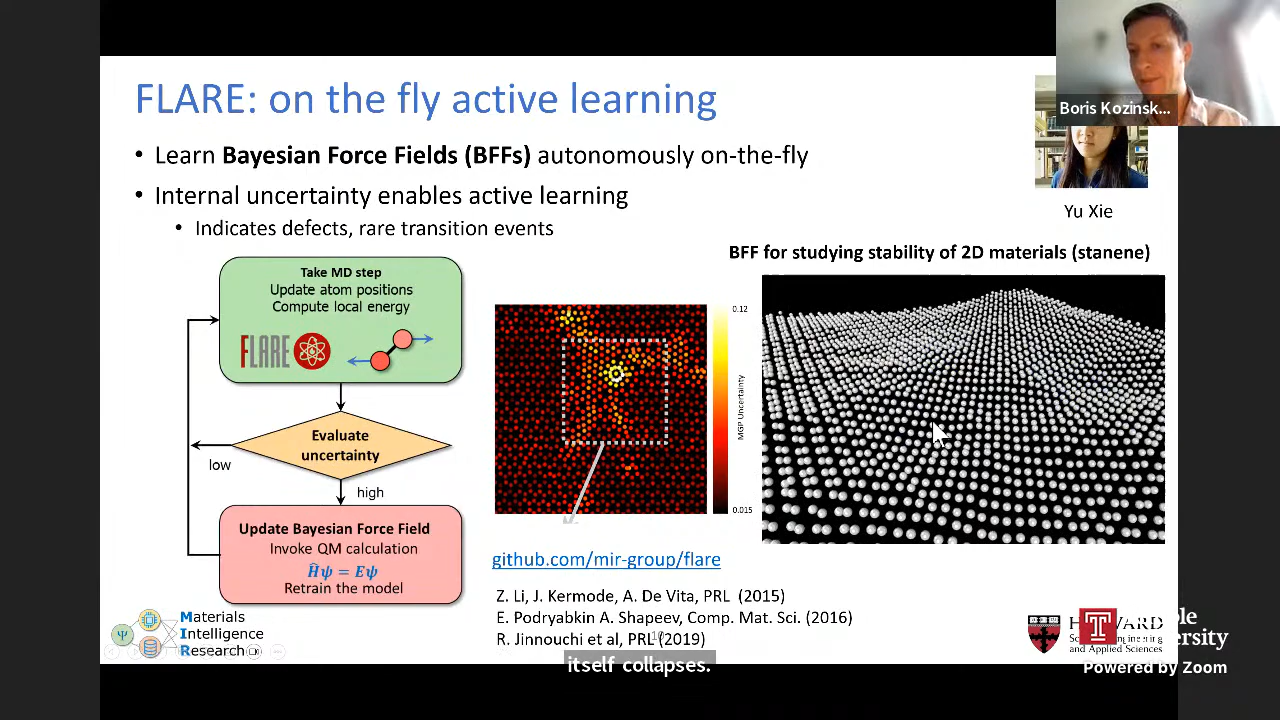 FLARE: on the fly active learning
Boris Kozinsk...
• Learn Bayesian Force Fields (BFFs) autonomously on-the-fly
• Internal uncertainty enables active learning
• Indicates defects, rare transition events
Yu Xie
BFF for studying stability of 2D materials (stanene)
Take MD step
Update atom positions
Compute local energy
FLARE
Evaluate
uncertainty
low
high
Update Bayesian Force Field
Invoke QM calculation
Ĥψ = Eψ
Retrain the model
0.12
MGP Uncertainty
0.015
github.com/mir-group/flare
Z. Li, J. Kermode, A. De Vita, PRL (2015)
E. Podryabkin A. Shapeev, Comp. Mat. Sci. (2016)
R. Jinnouchi et al, PRL (2019)
Ψ
Materials
Intelligence
Research
and Applied Sciences
Powered by Zoom
itself collapses.